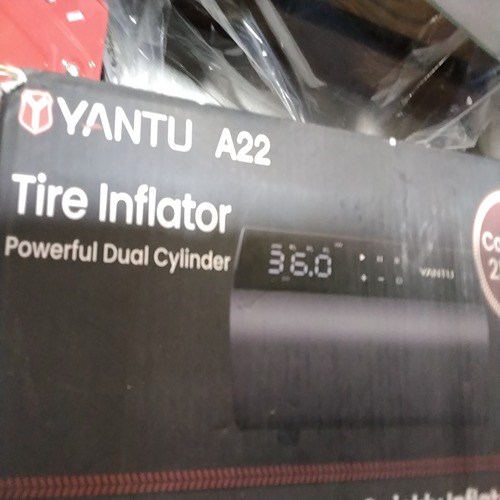 YANTU A22
Tire Inflator
Powerful Dual Cylinder
36.0
YANTU